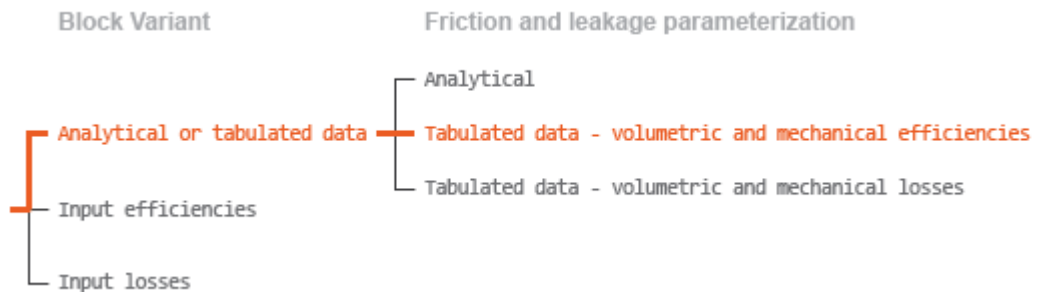 Block Variant
Friction and leakage parameterization
Analytical
Analytical or tabulated data
Tabulated data - volumetric and mechanical efficiencies
Tabulated data - volumetric and mechanical losses
Input efficiencies
Input losses